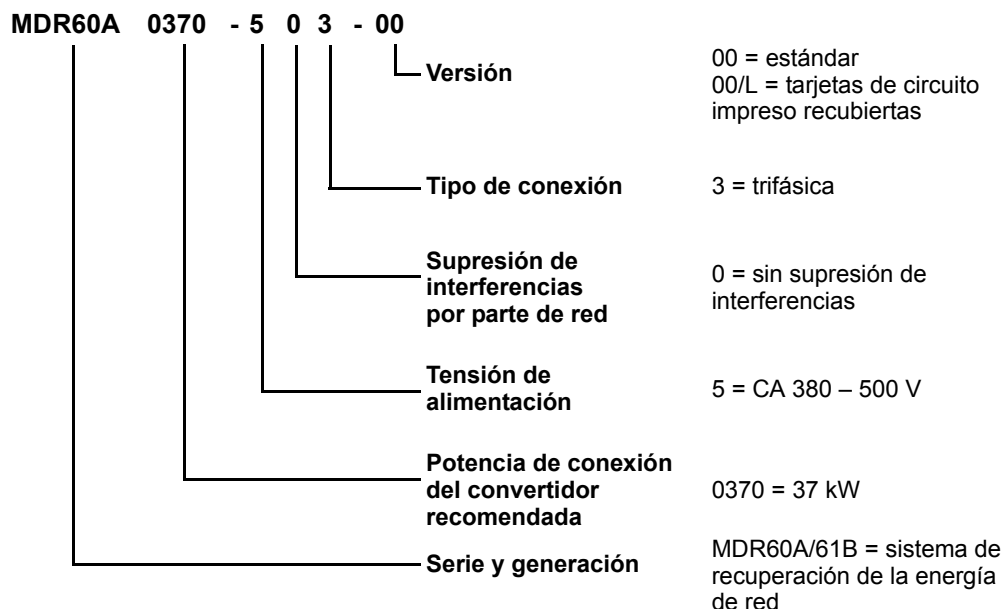 MDR60A 0370 - 5 0 3 - 00
Versión
00 = estándar
00/L = tarjetas de circuito
impreso recubiertas
Tipo de conexión
3 = trifásica
Supresión de
interferencias
por parte de red
0 = sin supresión de
interferencias
Tensión de
alimentación
5 = CA 380 – 500 V
Potencia de conexión
del convertidor
recomendada
0370 = 37 kW
Serie y generación
MDR60A/61B = sistema de
recuperación de la energía
de red